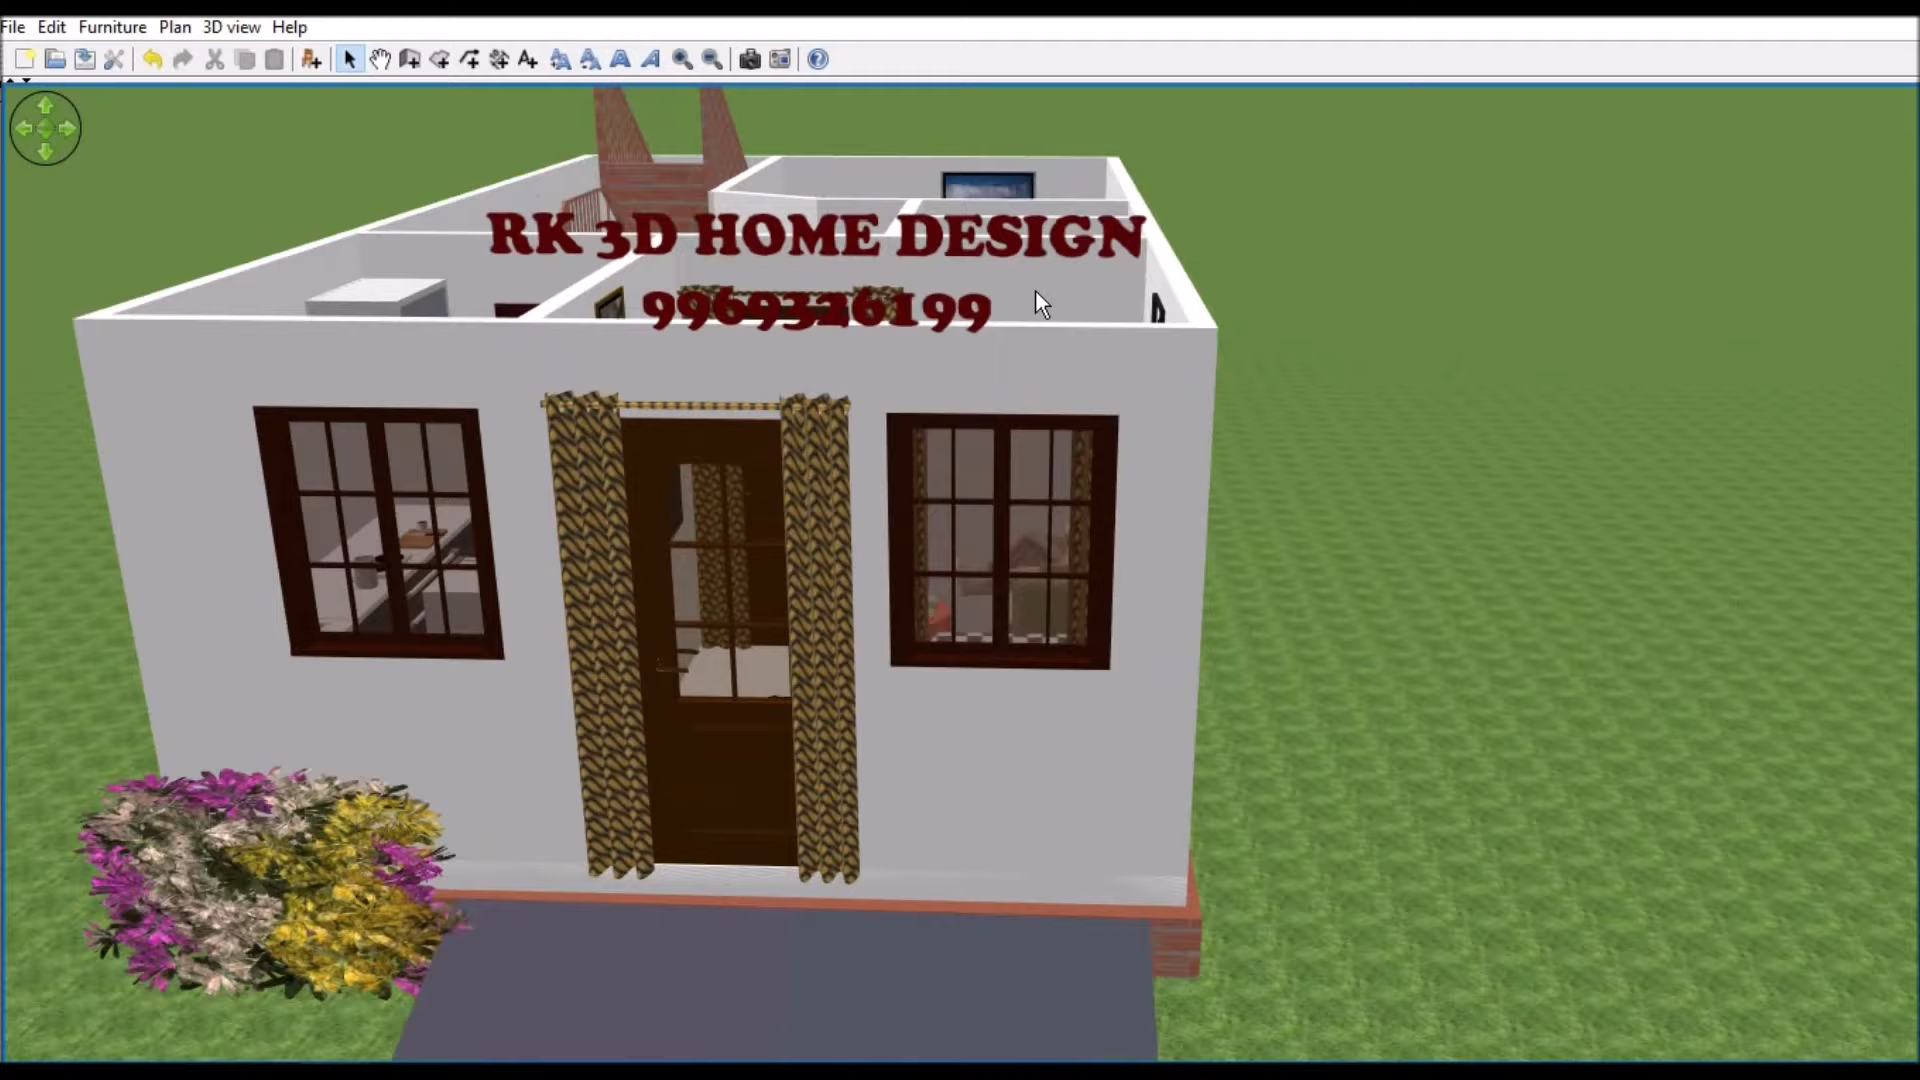 File Edit Furniture Plan 3D view Help
RK 3D HOME DESIGN
9969326199